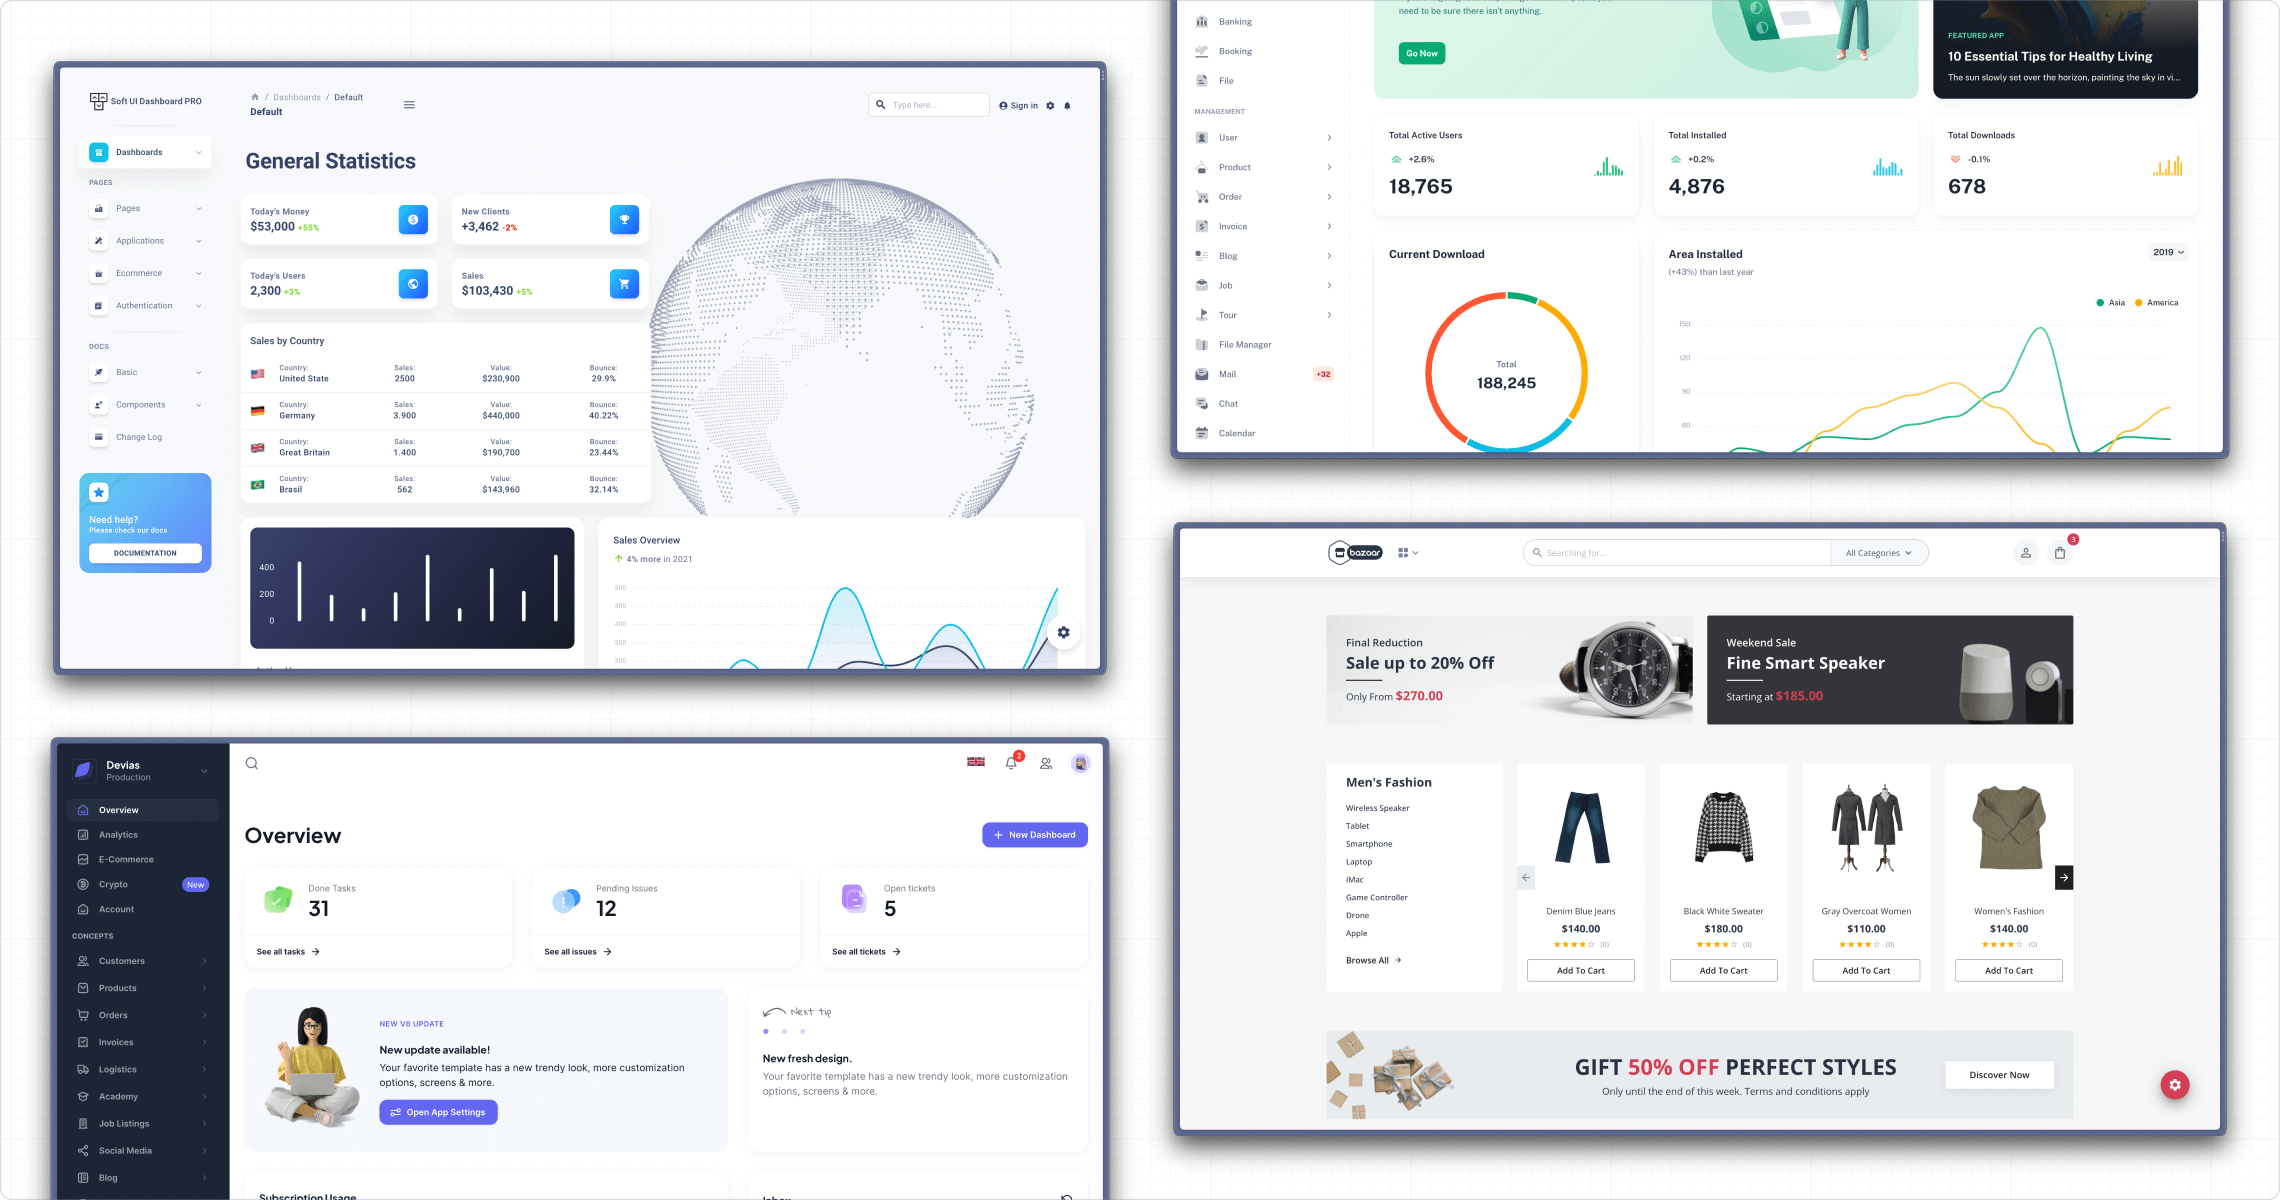 Soft UI Dashboard PRO
/ Dashboards / Default
Default
Type here...
Sign in
Dashboards
PAGES
Pages
Applications
Ecommerce
Authentication
DOCS
Basic
Components
Change Log
Need help?
Please check our docs
DOCUMENTATION
General Statistics
Today's Money
$53,000 +55%
New Clients
+3,462 -2%
Today's Users
2,300 +3%
Sales
$103,430 +5%
Sales by Country
Country: Sales: Value: Bounce:
United State 2500 $230,900 29.9%
Country: Sales: Value: Bounce:
Germany 3.900 $440,000 40.22%
Country: Sales: Value: Bounce:
Great Britain 1.400 $190,700 23.44%
Country: Sales: Value: Bounce:
Brasil 562 $143,960 32.14%
400
200
0
Sales Overview
4% more in 2021
500
450
400
350
300
Banking
Booking
File
MANAGEMENT
User
Product
Order
Invoice
Blog
Job
Tour
File Manager
Mail +32
Chat
Calendar
need to be sure there isn't anything.
Go Now
FEATURED APP
10 Essential Tips for Healthy Living
The sun slowly set over the horizon, painting the sky in vi...
Total Active Users
+2.6%
18,765
Total Installed
+0.2%
4,876
Total Downloads
-0.1%
678
Current Download
Total
188,245
Area Installed
(+43%) than last year
2019
Asia America
150
120
90
60
Devias
Production
Overview
Analytics
E-Commerce
Crypto New
Account
CONCEPTS
Customers
Products
Orders
Invoices
Logistics
Academy
Job Listings
Social Media
Blog
2
Overview
+ New Dashboard
Done Tasks
31
See all tasks →
Pending Issues
12
See all issues →
Open tickets
5
See all tickets →
NEW V6 UPDATE
New update available!
Your favorite template has a new trendy look, more customization
options, screens & more.
Open App Settings
Next tip
New fresh design.
Your favorite template has a new trendy look, more customization
options, screens & more.
Subscription Usage
bazaar
Searching for...
All Categories
3
Final Reduction
Sale up to 20% Off
Only From $270.00
Weekend Sale
Fine Smart Speaker
Starting at $185.00
Men's Fashion
Wireless Speaker
Tablet
Smartphone
Laptop
iMac
Game Controller
Drone
Apple
Browse All →
Denim Blue Jeans
$140.00
(0)
Add To Cart
Black White Sweater
$180.00
(0)
Add To Cart
Gray Overcoat Women
$110.00
(0)
Add To Cart
Women's Fashion
$140.00
(0)
Add To Cart
GIFT 50% OFF PERFECT STYLES
Only until the end of this week. Terms and conditions apply
Discover Now